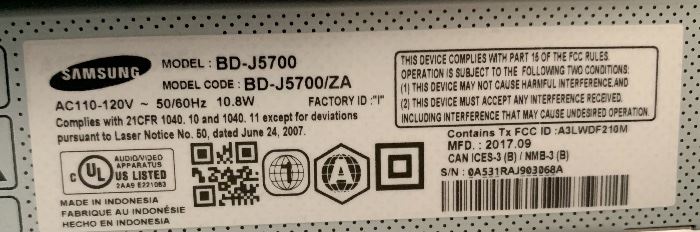 SAMSUNG
MODEL : BD-J5700
MODEL CODE : BD-J5700/ZA
AC110-120V ~ 50/60Hz 10.8W FACTORY ID :"I"
Complies with 21CFR 1040. 10 and 1040. 11 except for deviations
pursuant to Laser Notice No. 50, dated June 24, 2007.
THIS DEVICE COMPLIES WITH PART 15 OF THE FCC RULES
OPERATION IS SUBJECT TO THE FOLLOWING TWO CONDITIONS:
(1) THIS DEVICE MAY NOT CAUSE HARMFUL INTERFERENCE,AND
(2) THIS DEVICE MUST ACCEPT ANY INTERFERENCE RECEIVED,
INCLUDING INTERFERENCE THAT MAY CAUSE UNDESIRED OPERATION.
Contains Tx FCC ID :A3LWDF210M
MFD. : 2017.09
CAN ICES-3 (B) / NMB-3 (B)
S/N : 0A531RAJ903068A
AUDIO/VIDEO
APPARATUS
C UL US LISTED
2AA9 E221063
A
MADE IN INDONESIA
FABRIQUE AU INDONÉSIE
HECHO EN INDONESIA